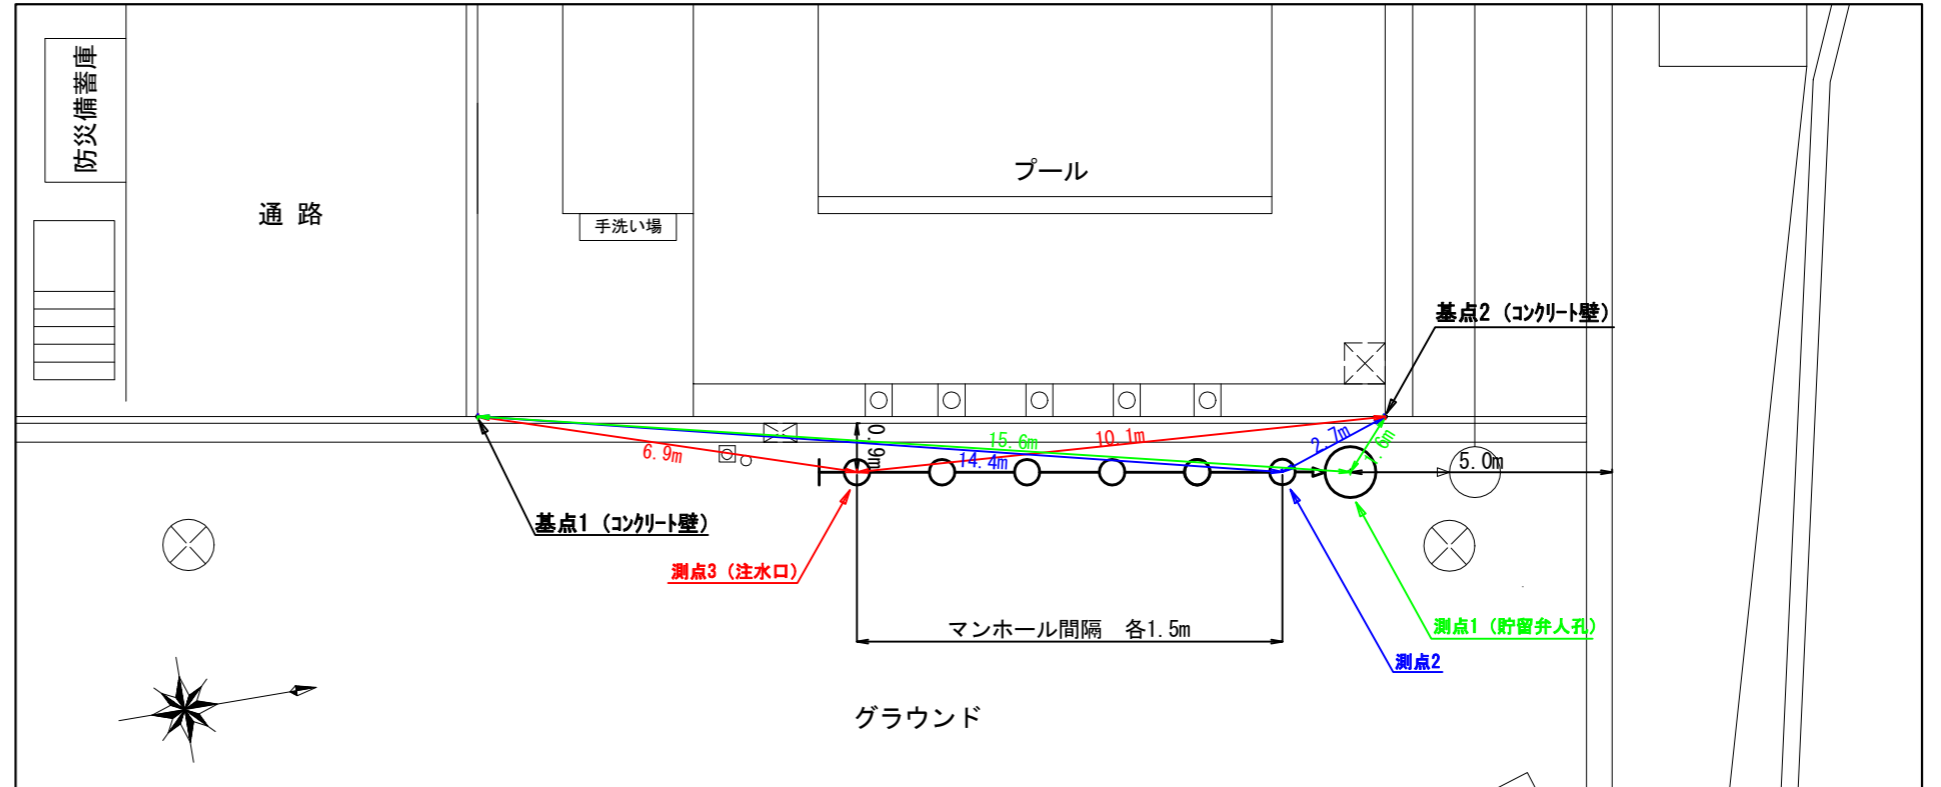 防災備蓄庫
通 路
手洗い場
プール
基点2（コンクリート壁）
0.9m
15.6m
10.1m
2.7m
1.6m
6.9m
14.4m
5.0m
基点1（コンクリート壁）
測点3（注水口）
マンホール間隔　各1.5m
測点1（貯留弁人孔）
測点2
グラウンド